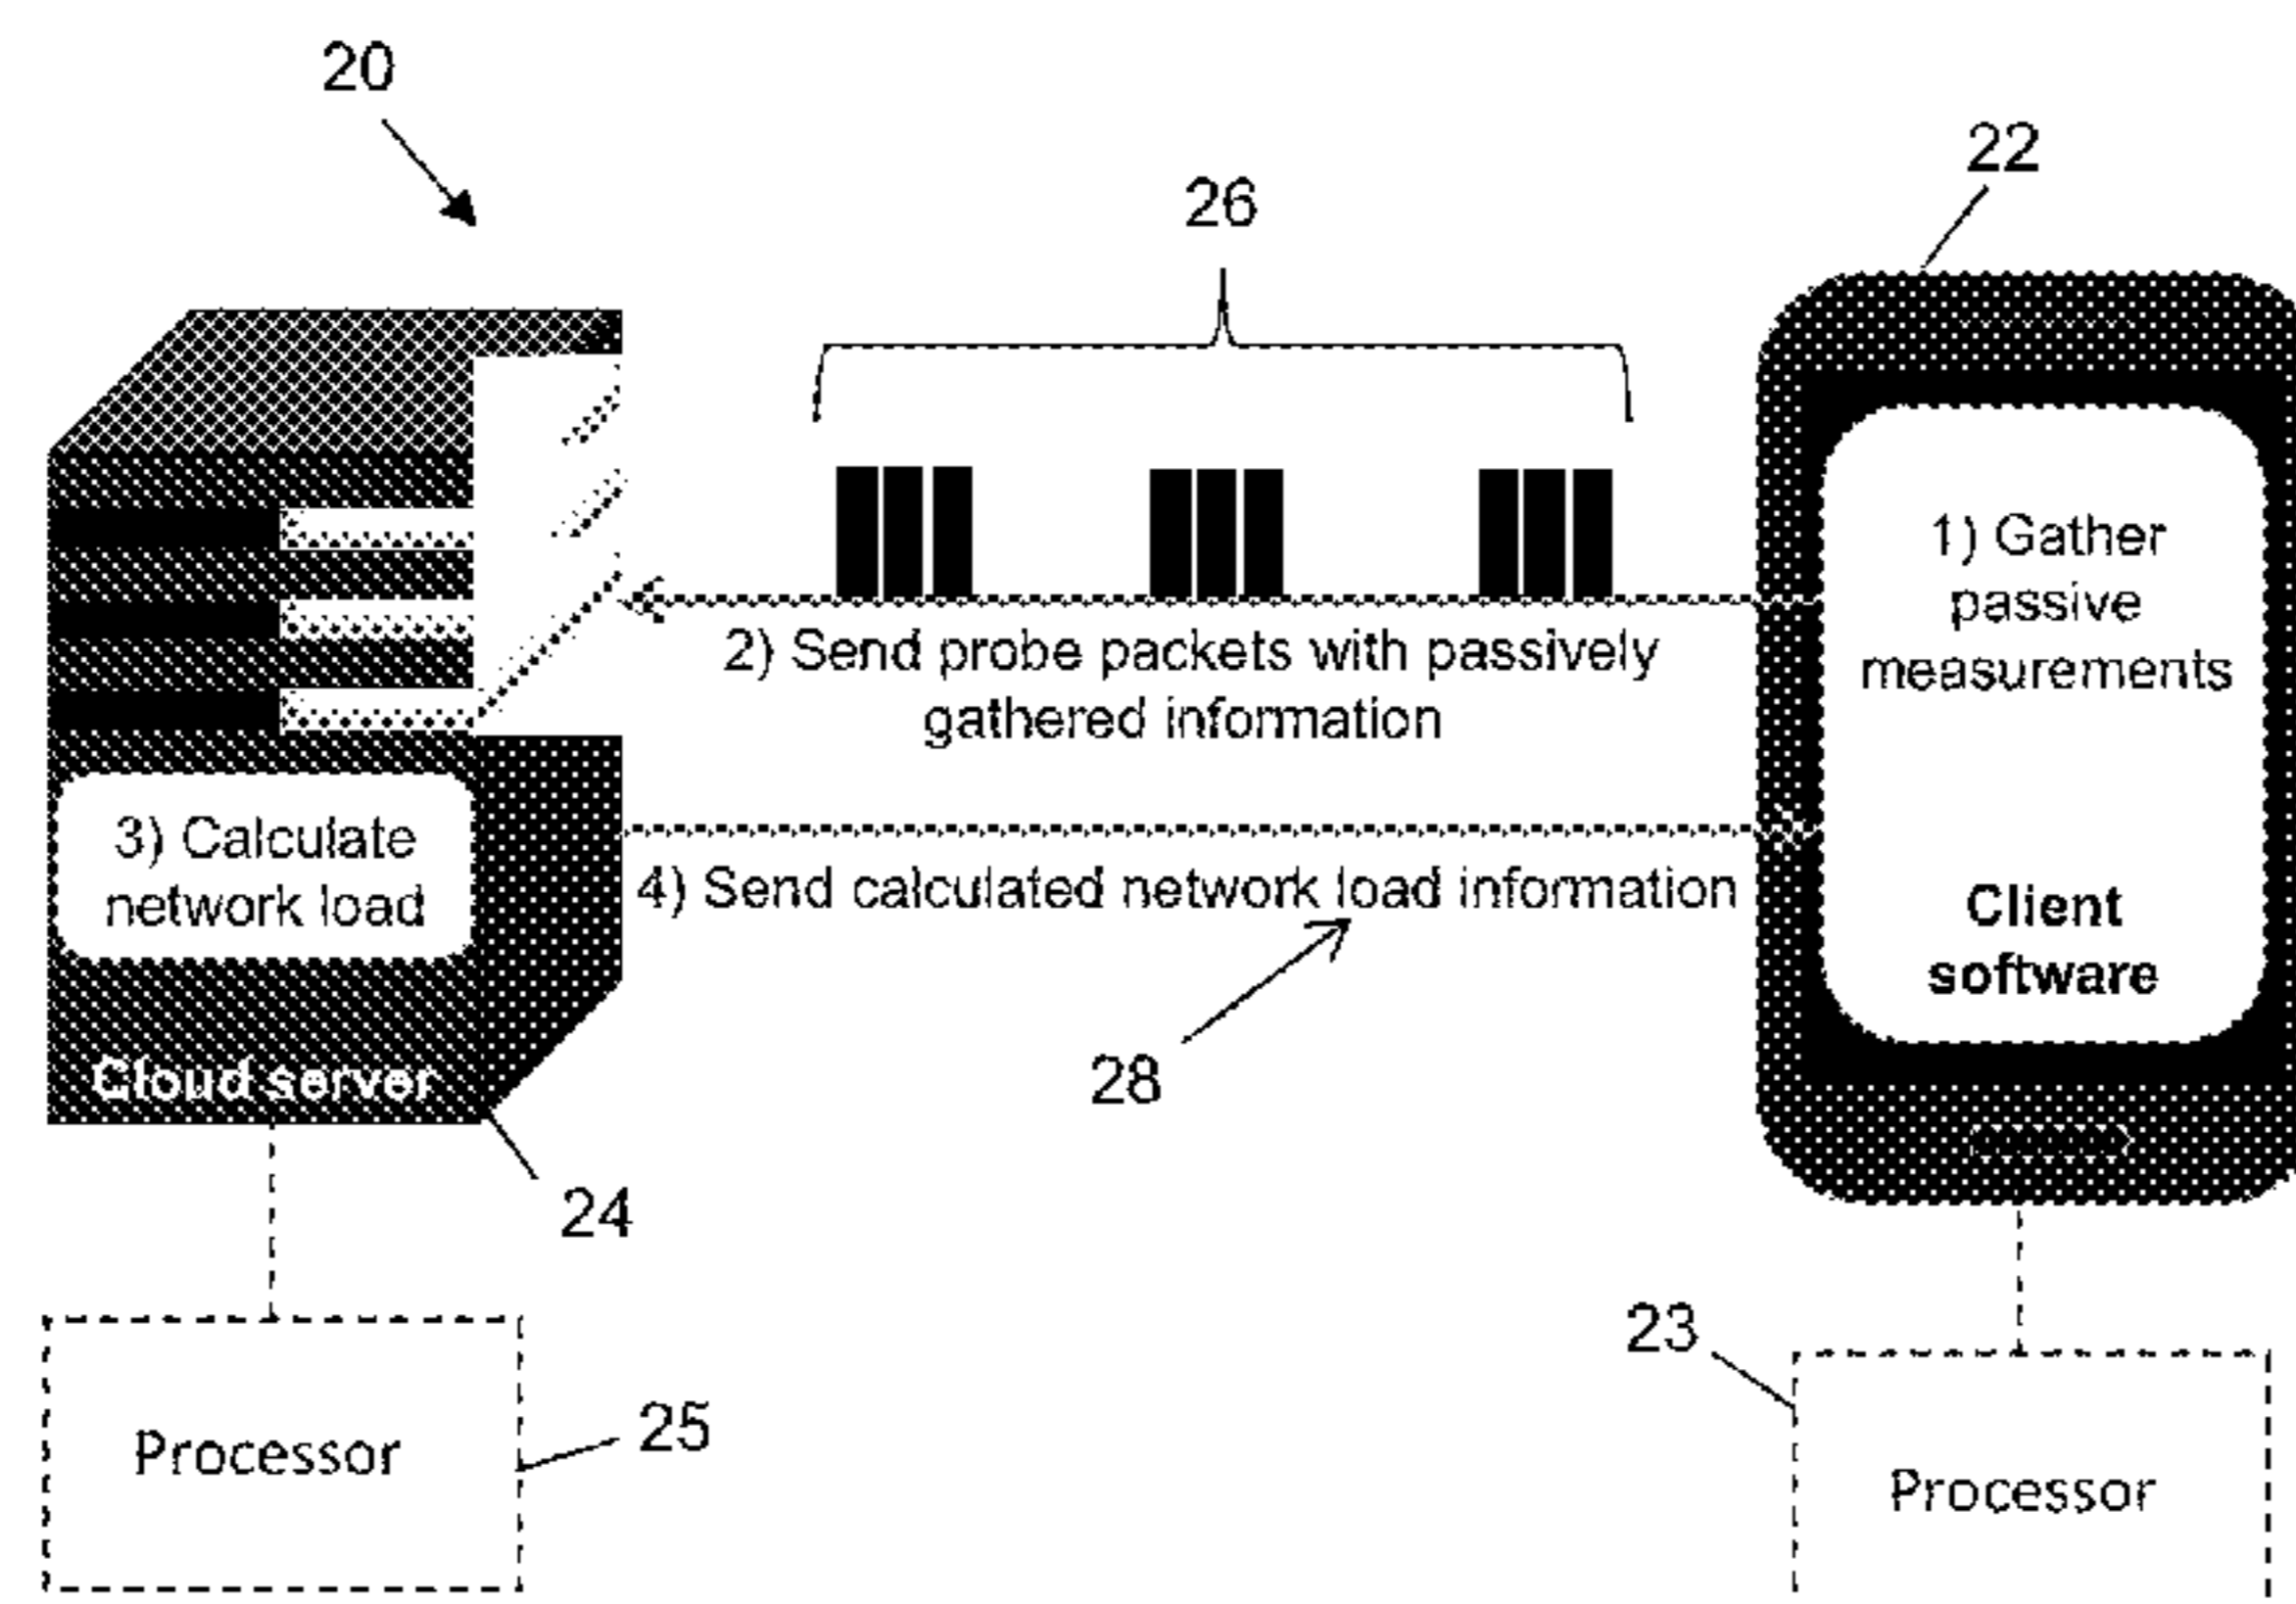 20
22
26
1) Gather
passive
measurements
2) Send probe packets with passively
gathered information
3) Calculate
network load
4) Send calculated network load information
Client
software
28
Cloud server
24
23
25
Processor
Processor